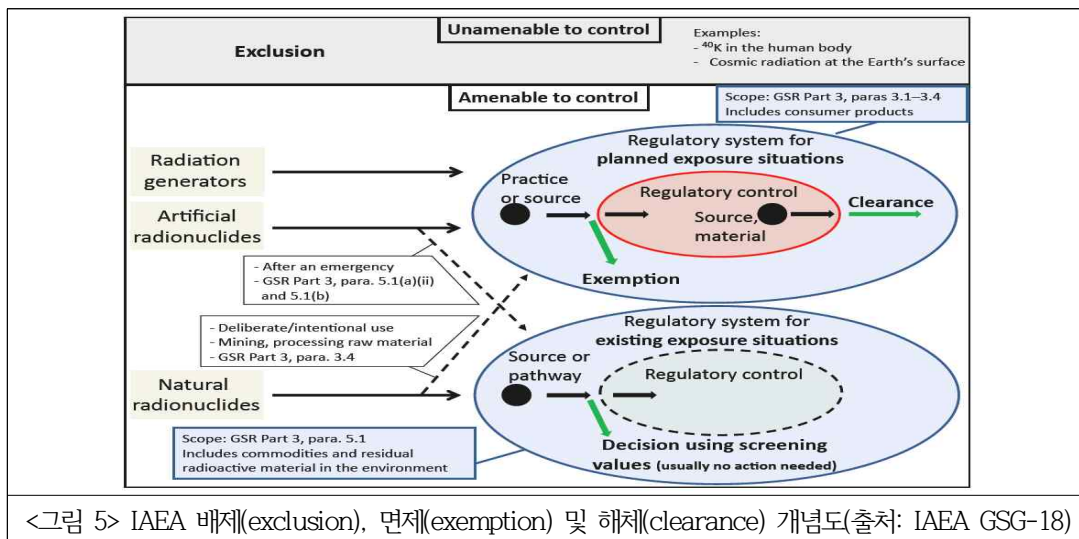 Unamenable to control
Exclusion
Examples:
- ⁴⁰K in the human body
- Cosmic radiation at the Earth's surface
Amenable to control
Scope: GSR Part 3, paras 3.1–3.4
Includes consumer products
Radiation
generators
Artificial
radionuclides
Regulatory system for
planned exposure situations
Practice
or source
Regulatory control
Source,
material
Clearance
Exemption
- After an emergency
- GSR Part 3, para. 5.1(a)(ii)
and 5.1(b)
- Deliberate/intentional use
- Mining, processing raw material
- GSR Part 3, para. 3.4
Natural
radionuclides
Regulatory system for
existing exposure situations
Source or
pathway
Regulatory control
Decision using screening
values (usually no action needed)
Scope: GSR Part 3, para. 5.1
Includes commodities and residual
radioactive material in the environment
<그림 5> IAEA 배제(exclusion), 면제(exemption) 및 해체(clearance) 개념도(출처: IAEA GSG-18)